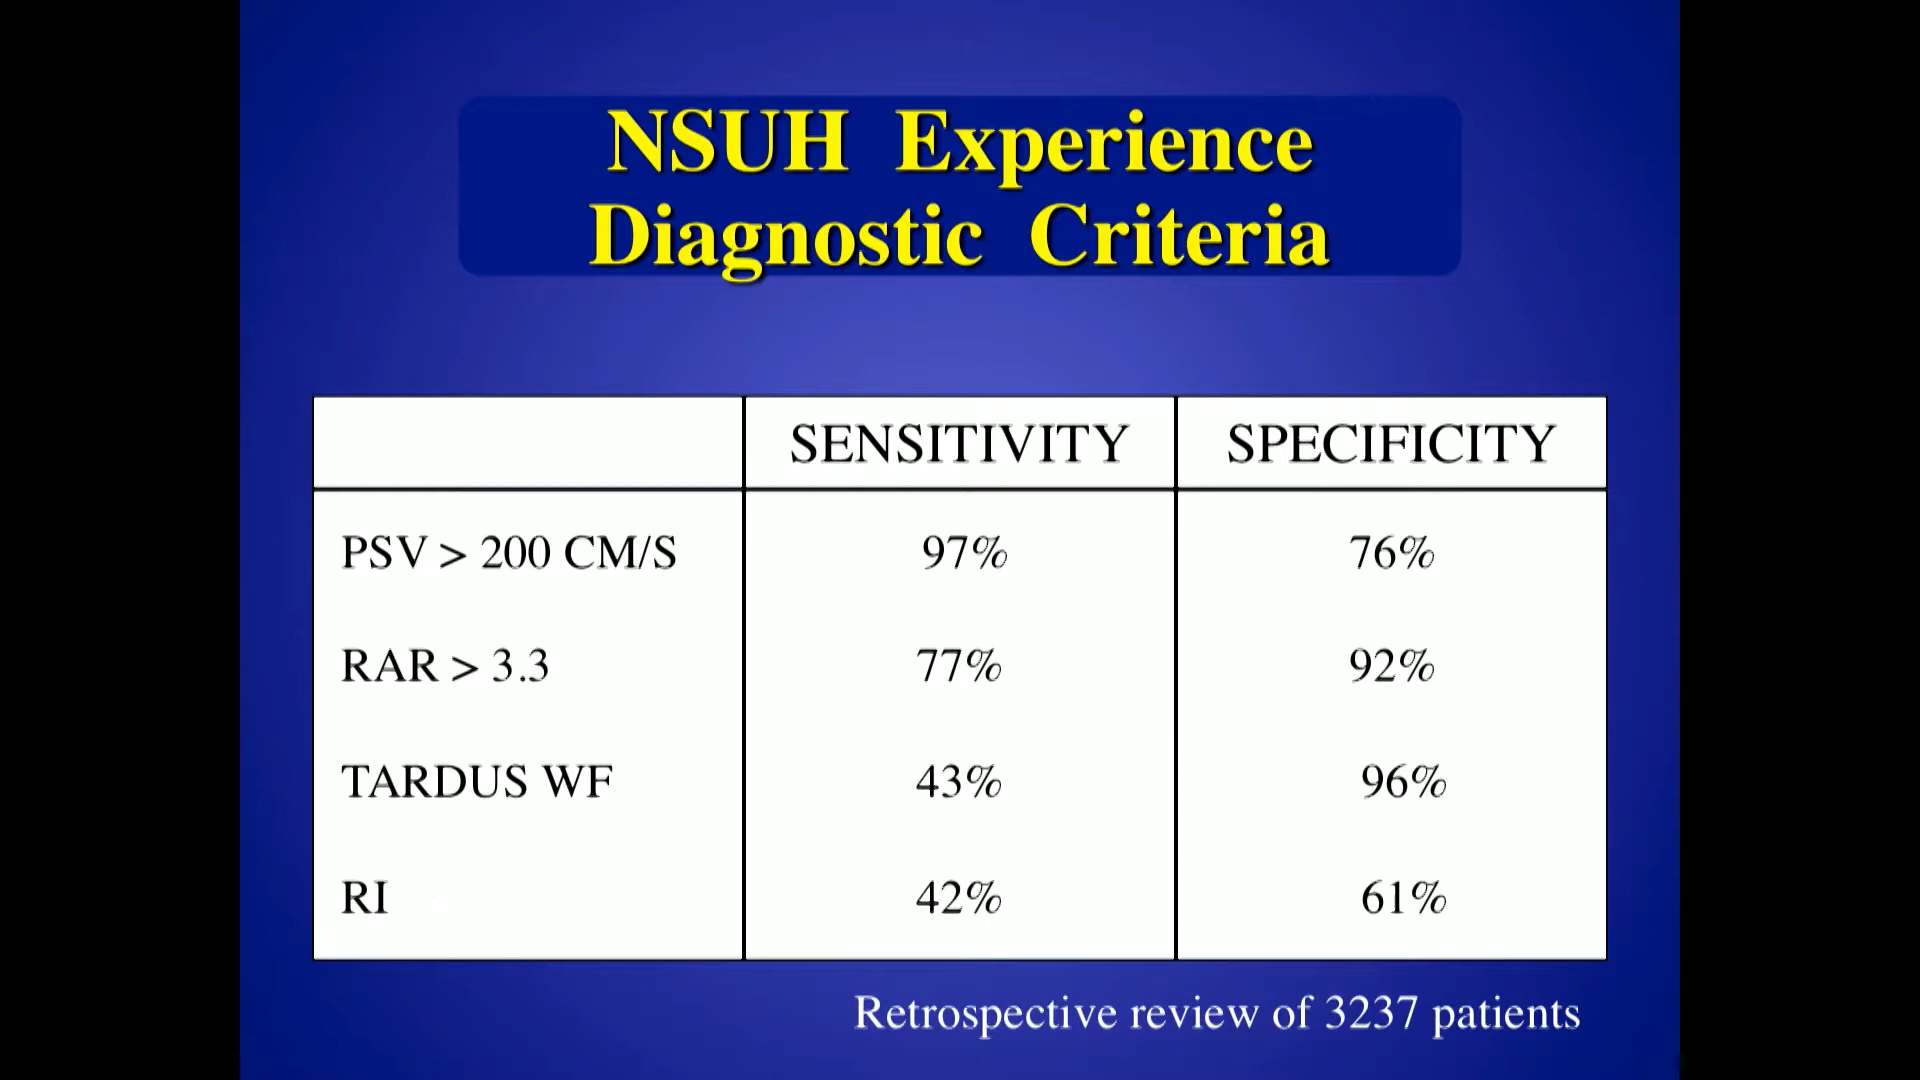 NSUH Experience
Diagnostic Criteria
SENSITIVITY SPECIFICITY
PSV > 200 CM/S 97% 76%
RAR > 3.3 77% 92%
TARDUS WF 43% 96%
RI 42% 61%
Retrospective review of 3237 patients